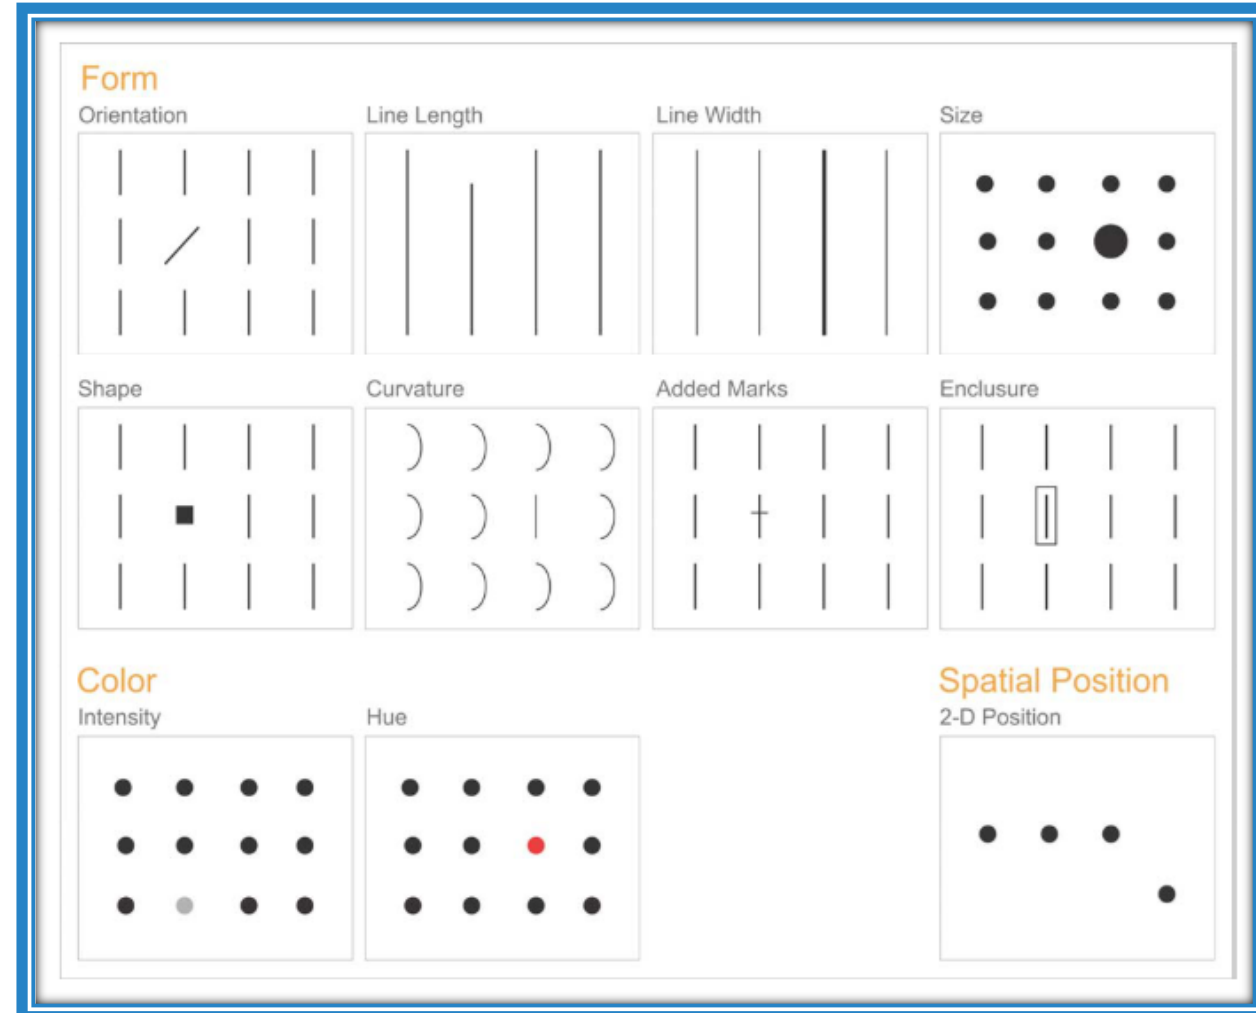 Form
Orientation
Line Length
Line Width
Size
Shape
Curvature
Added Marks
Enclusure
Color
Intensity
Hue
Spatial Position
2-D Position